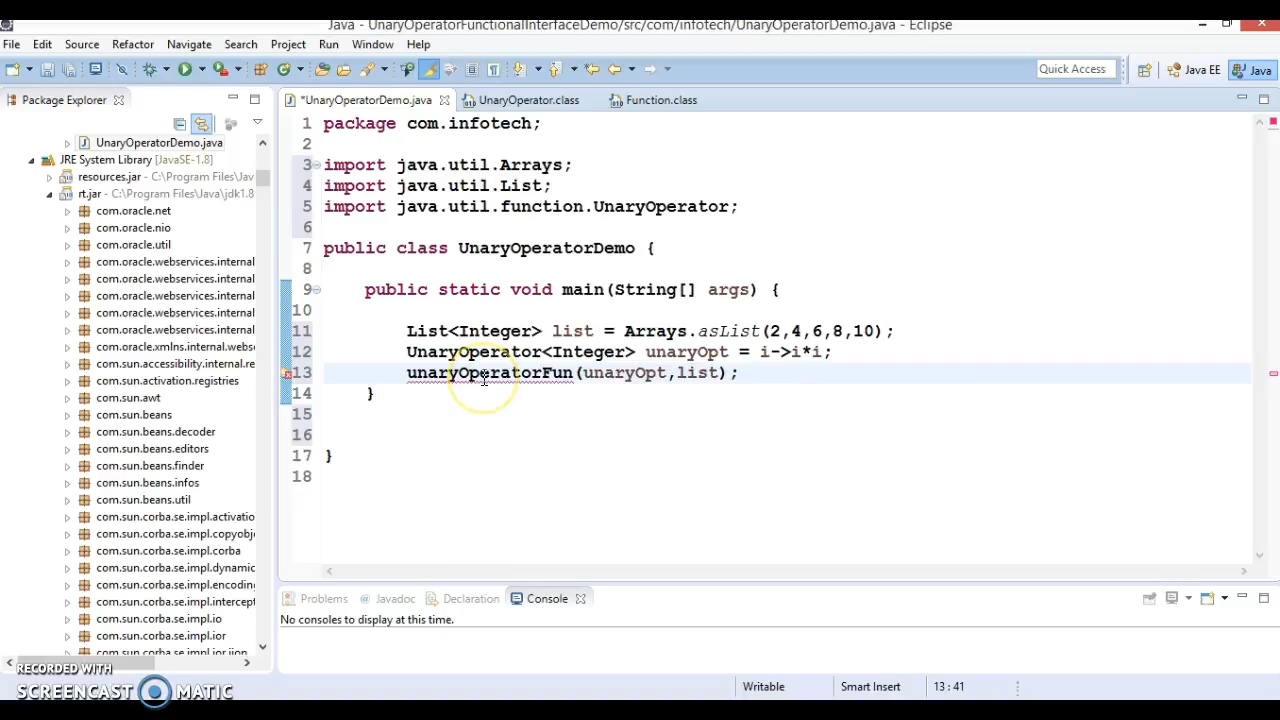 Java - UnaryOperatorFunctionalInterfaceDemo/src/com/infotech/UnaryOperatorDemo.java - Eclipse
File Edit Source Refactor Navigate Search Project Run Window Help
Quick Access Java EE Java
Package Explorer
*UnaryOperatorDemo.java UnaryOperator.class Function.class
UnaryOperatorDemo.java
JRE System Library [JavaSE-1.8]
resources.jar - C:\Program Files\Java\
rt.jar - C:\Program Files\Java\jdk1.8
com.oracle.net
com.oracle.nio
com.oracle.util
com.oracle.webservices.internal
com.oracle.webservices.internal
com.oracle.webservices.internal
com.oracle.webservices.internal
com.oracle.webservices.internal
com.oracle.xmlns.internal
com.sun.accessibility.internal.re
com.sun.activation.registries
com.sun.awt
com.sun.beans
com.sun.beans.decoder
com.sun.beans.editors
com.sun.beans.finder
com.sun.beans.infos
com.sun.beans.util
com.sun.corba.se.impl.activatio
com.sun.corba.se.impl.copyobj
com.sun.corba.se.impl.corba
com.sun.corba.se.impl.dynamic
com.sun.corba.se.impl.encoding
com.sun.corba.se.impl.intercept
com.sun.corba.se.impl.io
com.sun.corba.se.impl.ior
com.sun.corba.se.impl.ior.iiop
1 package com.infotech;
2
3 import java.util.Arrays;
4 import java.util.List;
5 import java.util.function.UnaryOperator;
6
7 public class UnaryOperatorDemo {
8
9 public static void main(String[] args) {
10
11 List<Integer> list = Arrays.asList(2,4,6,8,10);
12 UnaryOperator<Integer> unaryOpt = i->i*i;
13 unaryOperatorFun(unaryOpt,list);
14 }
15
16
17 }
18
Problems Javadoc Declaration Console
No consoles to display at this time.
Writable Smart Insert 13 : 41
RECORDED WITH
SCREENCAST MATIC